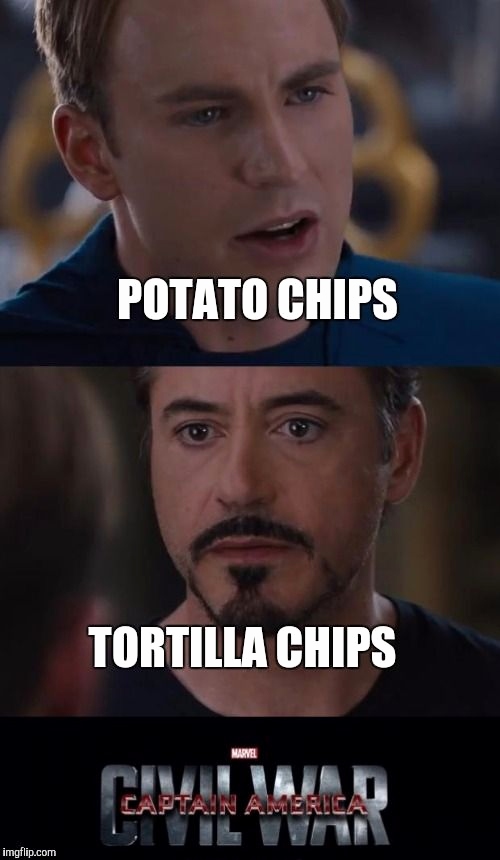 POTATO CHIPS
TORTILLA CHIPS
MARVEL
CAPTAIN AMERICA
CIVIL WAR
imgflip.com